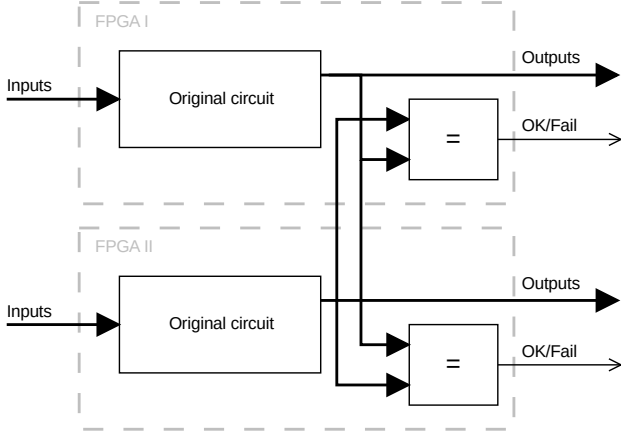 FPGA I
Outputs
Inputs
Original circuit
OK/Fail
=
FPGA II
Outputs
Inputs
Original circuit
OK/Fail
=